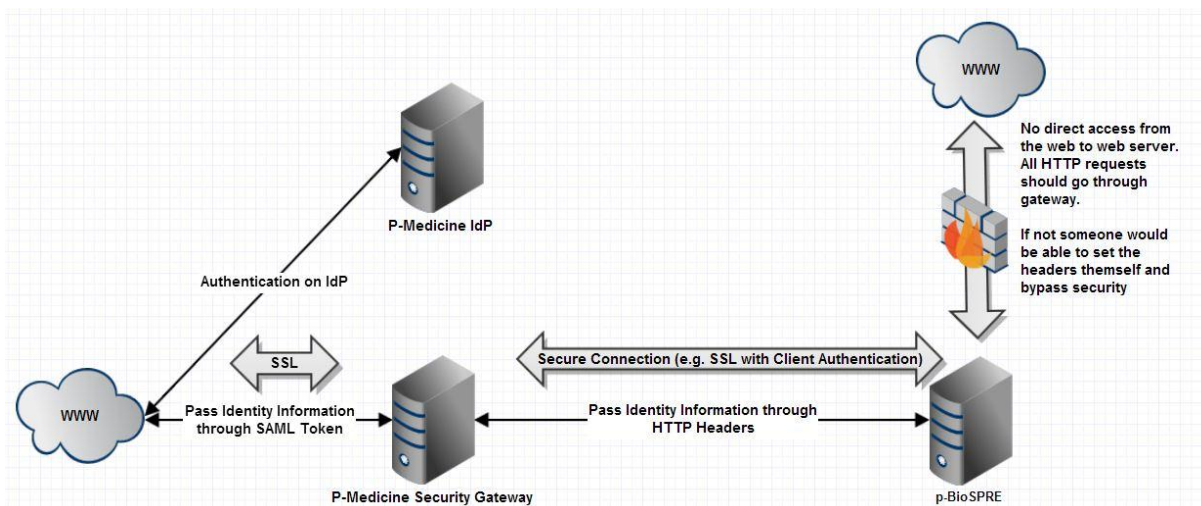 WWW
No direct access from
the web to web server.
All HTTP requests
should go through
gateway.
If not someone would
be able to set the
headers themself and
bypass security
P-Medicine IdP
Authentication on IdP
SSL
Secure Connection (e.g. SSL with Client Authentication)
WWW
Pass Identity Information
through SAML Token
Pass Identity Information through
HTTP Headers
P-Medicine Security Gateway
p-BioSPRE